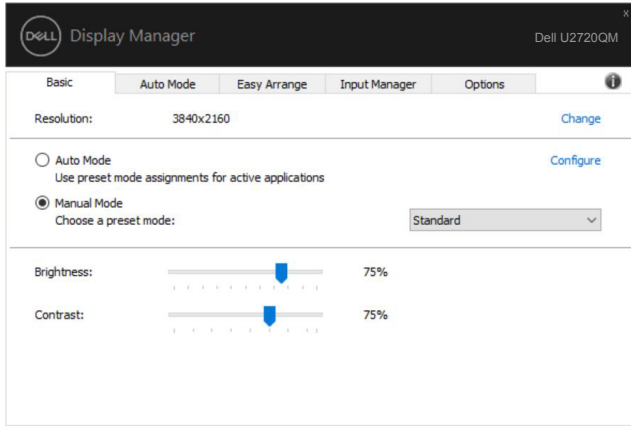 X
DELL Display Manager
Dell U2720QM
Basic Auto Mode Easy Arrange Input Manager Options
Resolution: 3840x2160 Change
Auto Mode Configure
Use preset mode assignments for active applications
Manual Mode
Choose a preset mode: Standard
Brightness: 75%
Contrast: 75%